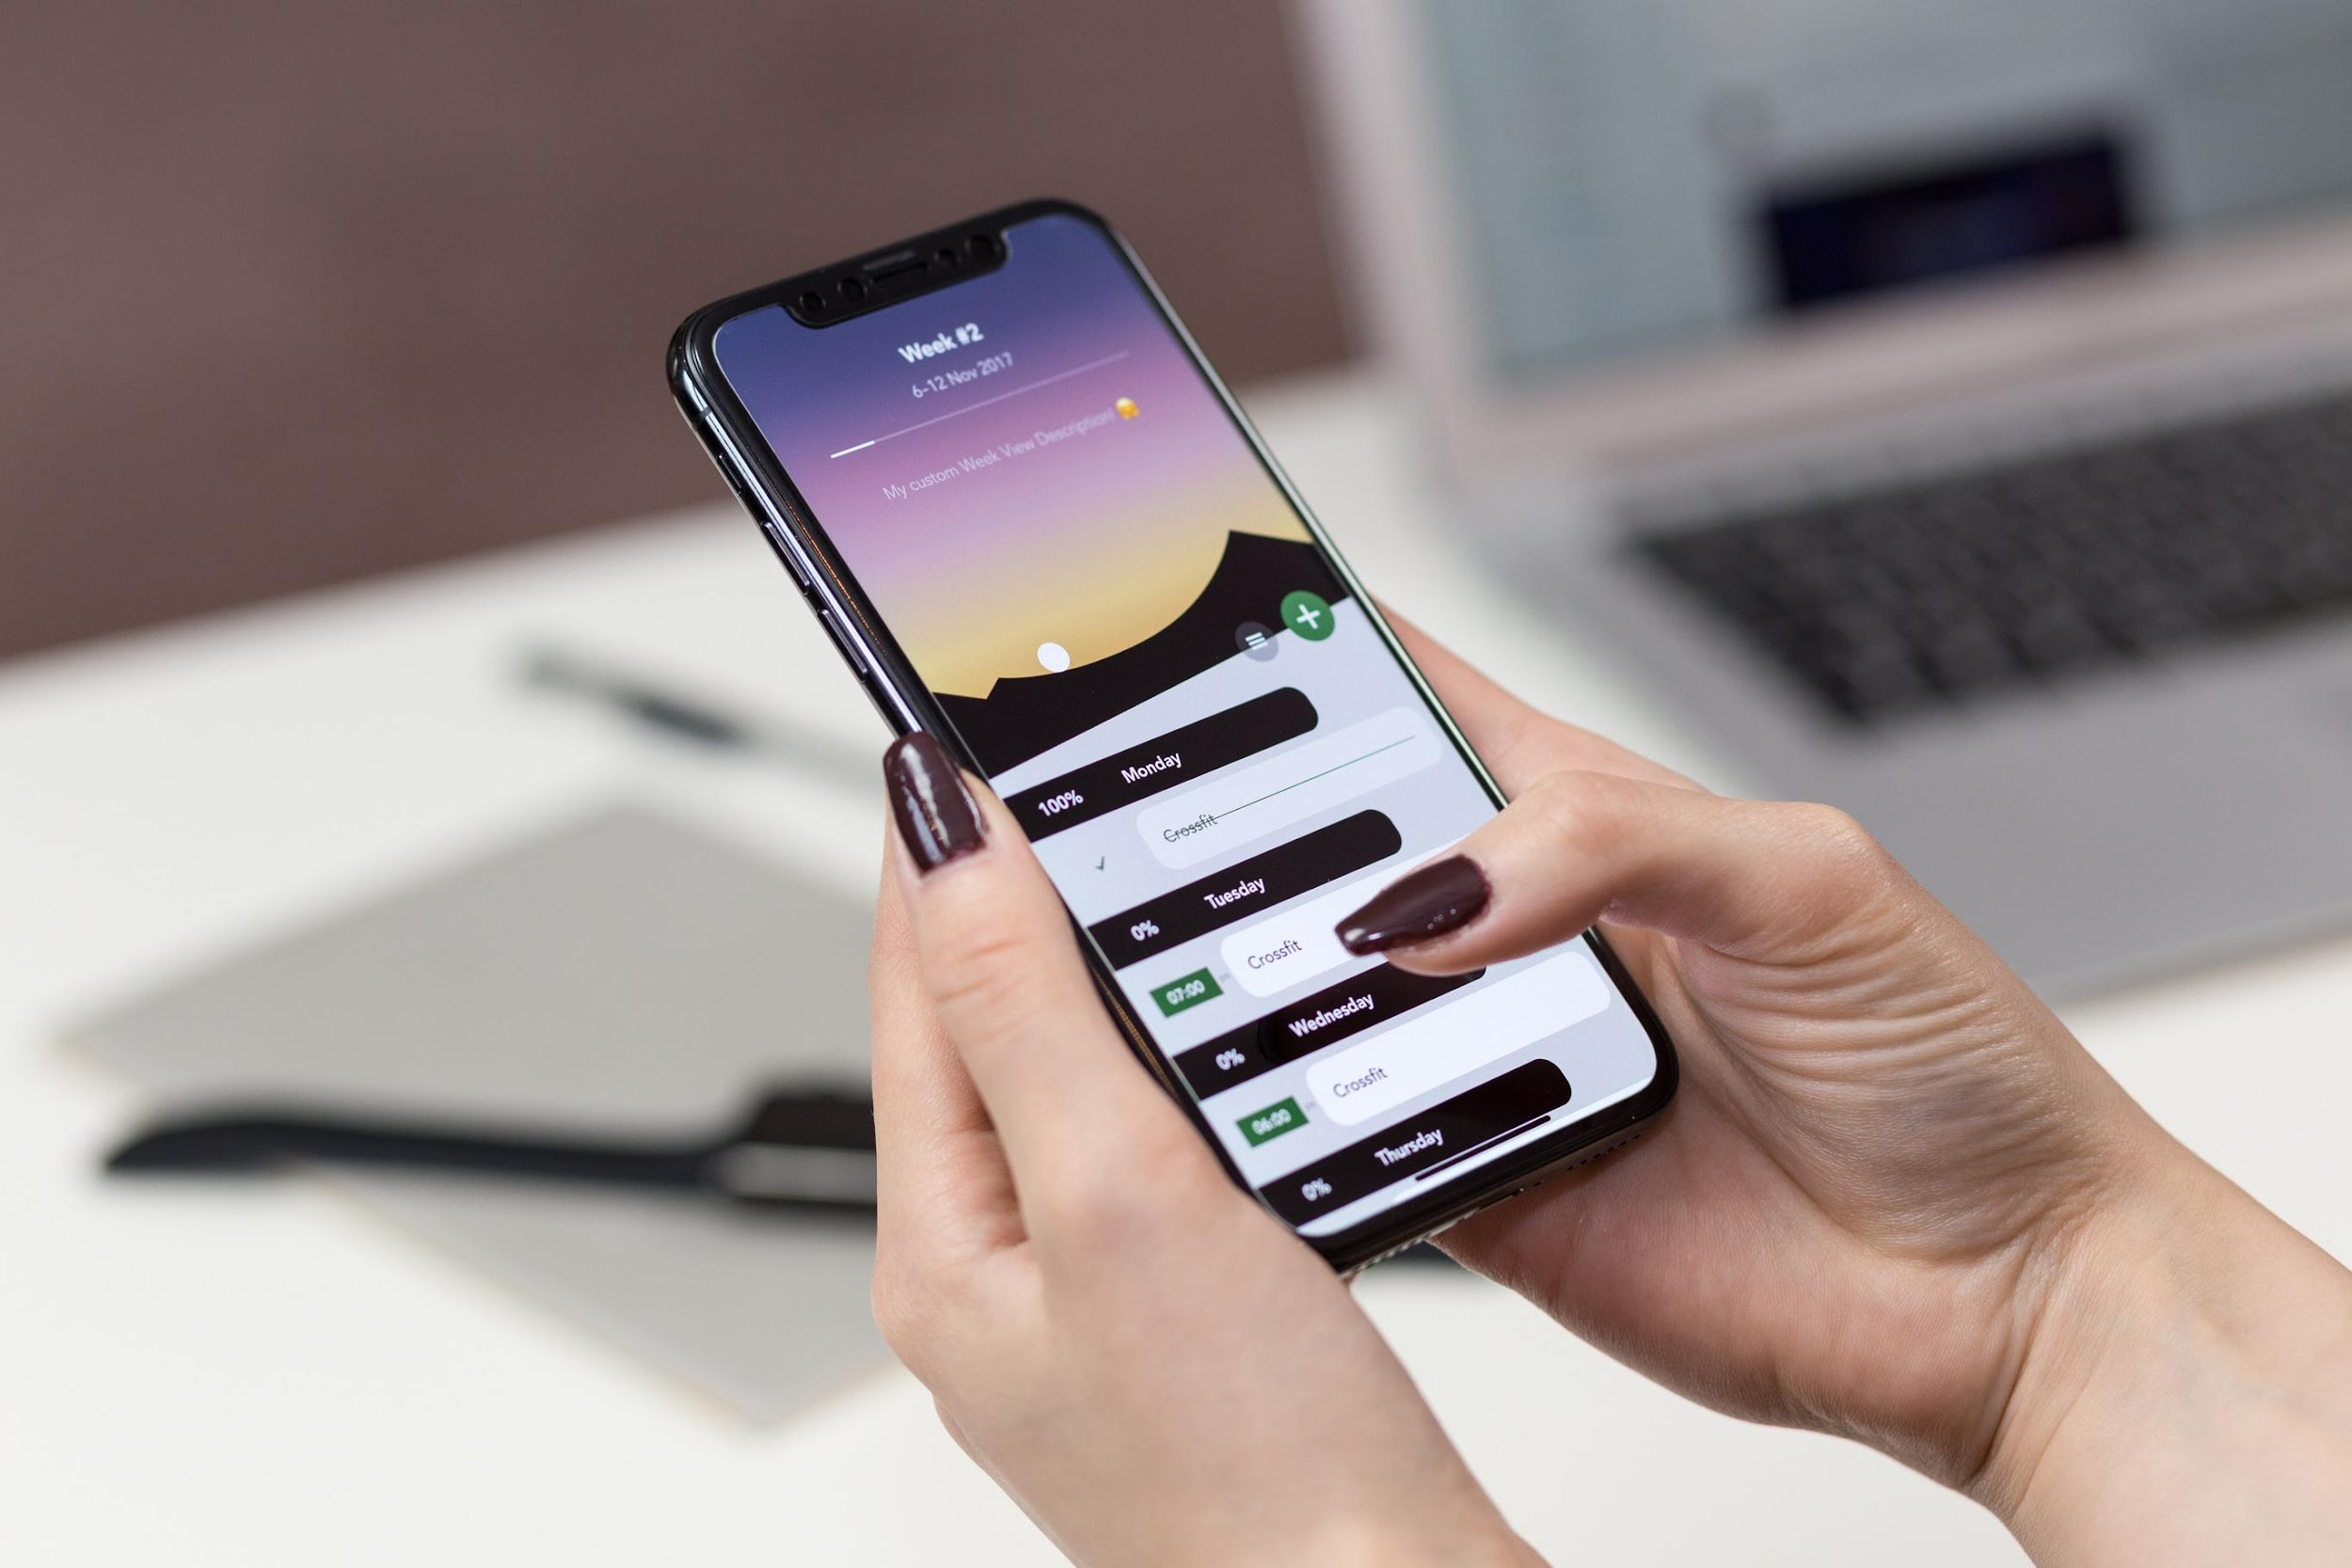 Week #2
6-12 Nov 2017
My custom Week View Description!
100% Monday
Crossfit
0% Tuesday
07:00 Crossfit
0% Wednesday
06:00 Crossfit
0% Thursday